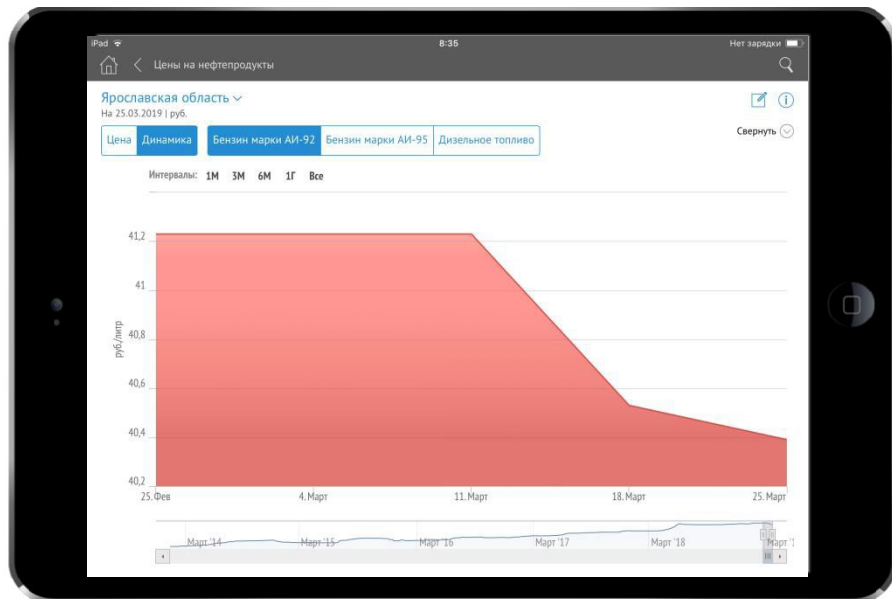 iPad 8:35 Нет зарядки
Цены на нефтепродукты
Ярославская область
На 25.03.2019 | руб.
Свернуть
Цена Динамика Бензин марки АИ-92 Бензин марки АИ-95 Дизельное топливо
Интервалы: 1М 3М 6М 1Г Все
41,2
41
40,8
40,6
40,4
40,2
руб./литр
25. Фев 4. Март 11. Март 18. Март 25. Март
Март '14 Март '15 Март '16 Март '17 Март '18 Март '1